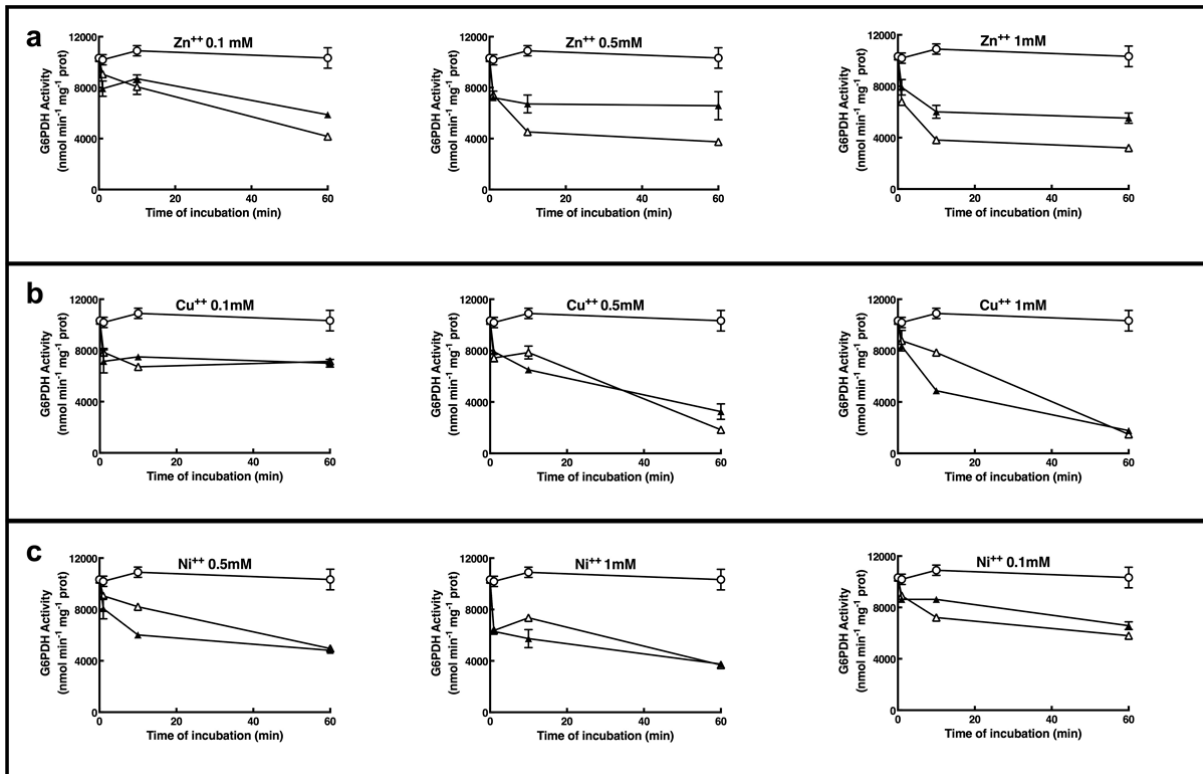 a
Zn⁺⁺ 0.1 mM
12000
8000
4000
0
0 20 40 60
Time of incubation (min)
G6PDH Activity
(nmol min⁻¹ mg⁻¹ prot)
Zn⁺⁺ 0.5mM
12000
8000
4000
0
0 20 40 60
Time of incubation (min)
G6PDH Activity
(nmol min⁻¹ mg⁻¹ prot)
Zn⁺⁺ 1mM
12000
8000
4000
0
0 20 40 60
Time of incubation (min)
G6PDH Activity
(nmol min⁻¹ mg⁻¹ prot)
b
Cu⁺⁺ 0.1mM
12000
8000
4000
0
0 20 40 60
Time of incubation (min)
G6PDH Activity
(nmol min⁻¹ mg⁻¹ prot)
Cu⁺⁺ 0.5mM
12000
8000
4000
0
0 20 40 60
Time of incubation (min)
G6PDH Activity
(nmol min⁻¹ mg⁻¹ prot)
Cu⁺⁺ 1mM
12000
8000
4000
0
0 20 40 60
Time of incubation (min)
G6PDH Activity
(nmol min⁻¹ mg⁻¹ prot)
c
Ni⁺⁺ 0.5mM
12000
8000
4000
0
0 20 40 60
Time of incubation (min)
G6PDH Activity
(nmol min⁻¹ mg⁻¹ prot)
Ni⁺⁺ 1mM
12000
8000
4000
0
0 20 40 60
Time of incubation (min)
G6PDH Activity
(nmol min⁻¹ mg⁻¹ prot)
Ni⁺⁺ 0.1mM
12000
8000
4000
0
0 20 40 60
Time of incubation (min)
G6PDH Activity
(nmol min⁻¹ mg⁻¹ prot)